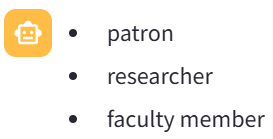 • patron
• researcher
• faculty member